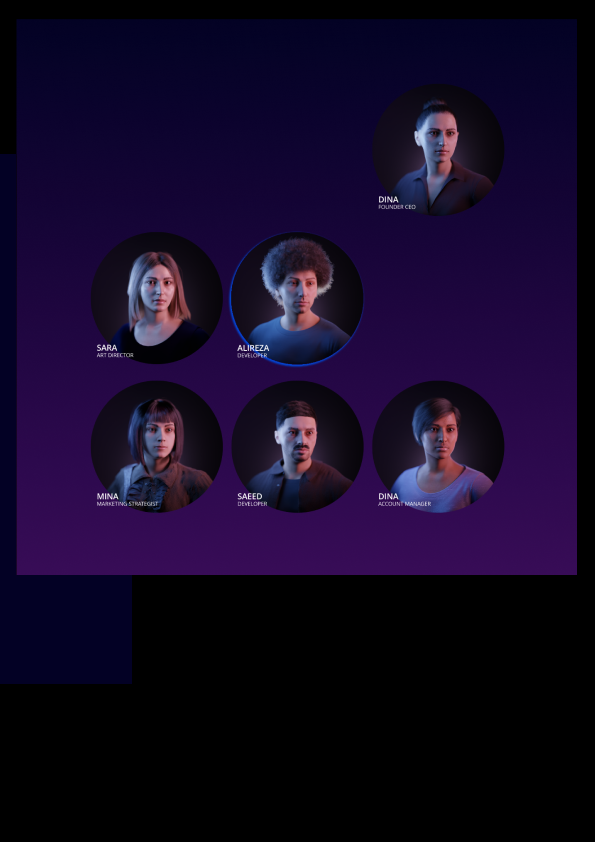 DINA
FOUNDER CEO
SARA
ART DIRECTOR
ALIREZA
DEVELOPER
MINA
MARKETING STRATEGIST
SAEED
DEVELOPER
DINA
ACCOUNT MANAGER